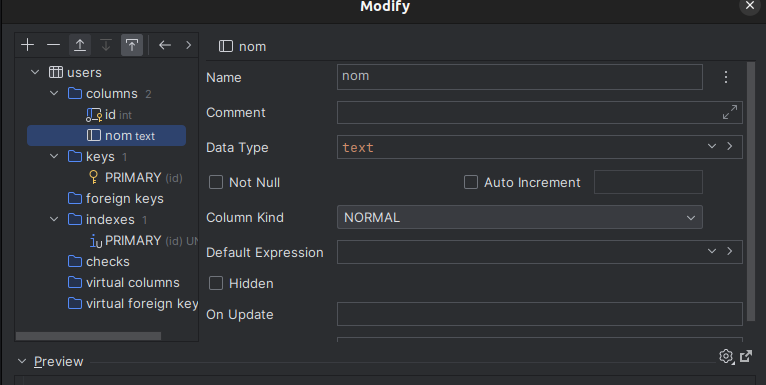 Modify
users
columns 2
id int
nom text
keys 1
PRIMARY (id)
foreign keys
indexes 1
PRIMARY (id) UN
checks
virtual columns
virtual foreign key
nom
Name nom
Comment
Data Type text
Not Null Auto Increment
Column Kind NORMAL
Default Expression
Hidden
On Update
Preview